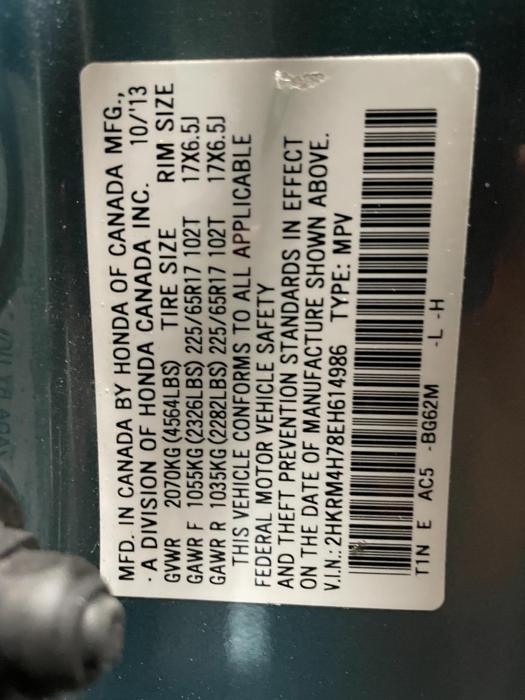 MFD. IN CANADA BY HONDA OF CANADA MFG.,
- A DIVISION OF HONDA CANADA INC. 10/'13
GVWR 2070KG (4564LBS) TIRE SIZE RIM SIZE
GAWR F 1055KG (2326LBS) 225/65R17 102T 17X6.5J
GAWR R 1035KG (2282LBS) 225/65R17 102T 17X6.5J
THIS VEHICLE CONFORMS TO ALL APPLICABLE
FEDERAL MOTOR VEHICLE SAFETY
AND THEFT PREVENTION STANDARDS IN EFFECT
ON THE DATE OF MANUFACTURE SHOWN ABOVE.
V.I.N.: 2HKRM4H78EH614986 TYPE: MPV
T1N E AC5 -BG62M -L -H